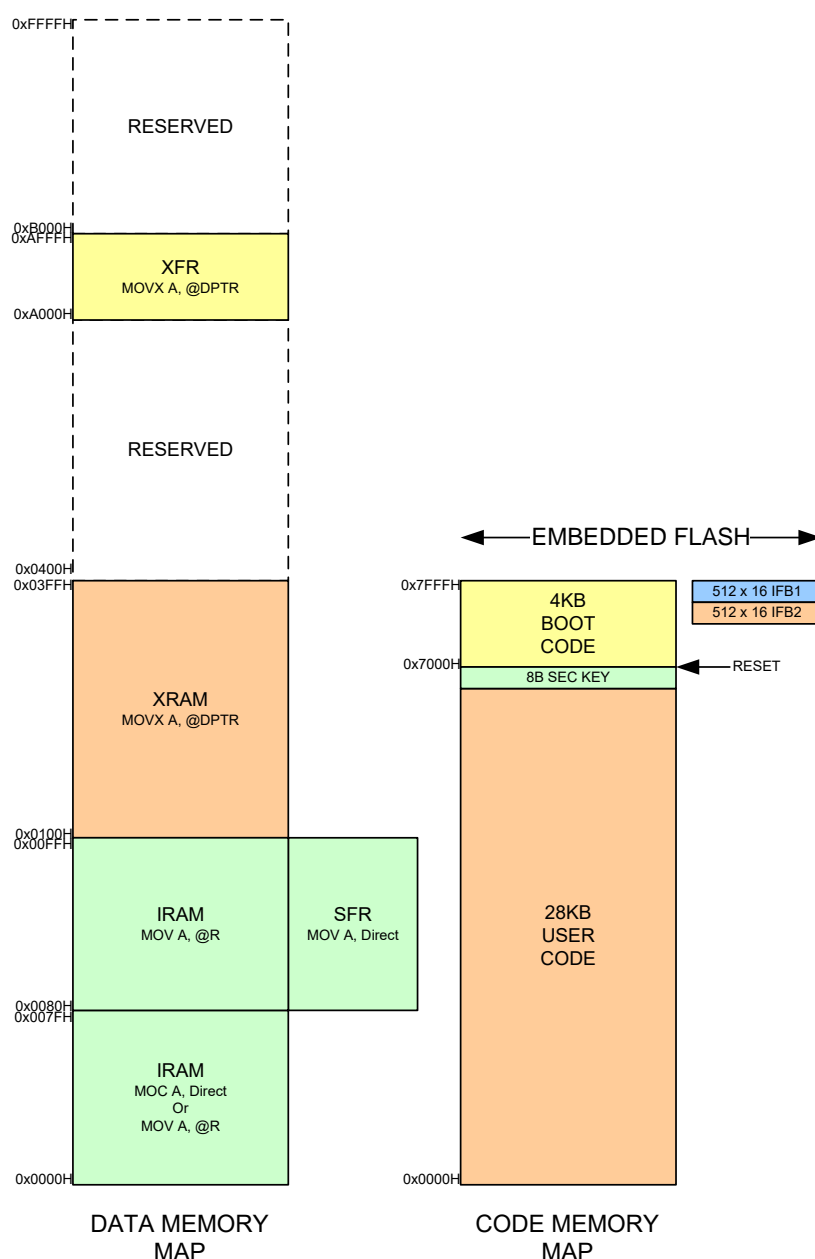 0xFFFFH
RESERVED
0xB000H
0xAFFFH
XFR
MOVX A, @DPTR
0xA000H
RESERVED
0x0400H
0x03FFH
XRAM
MOVX A, @DPTR
0x0100H
0x00FFH
IRAM
MOV A, @R
SFR
MOV A, Direct
0x0080H
0x007FH
IRAM
MOC A, Direct
Or
MOV A, @R
0x0000H
DATA MEMORY
MAP
EMBEDDED FLASH
0x7FFFH
4KB
BOOT
CODE
512 x 16 IFB1
512 x 16 IFB2
0x7000H
RESET
8B SEC KEY
28KB
USER
CODE
0x0000H
CODE MEMORY
MAP